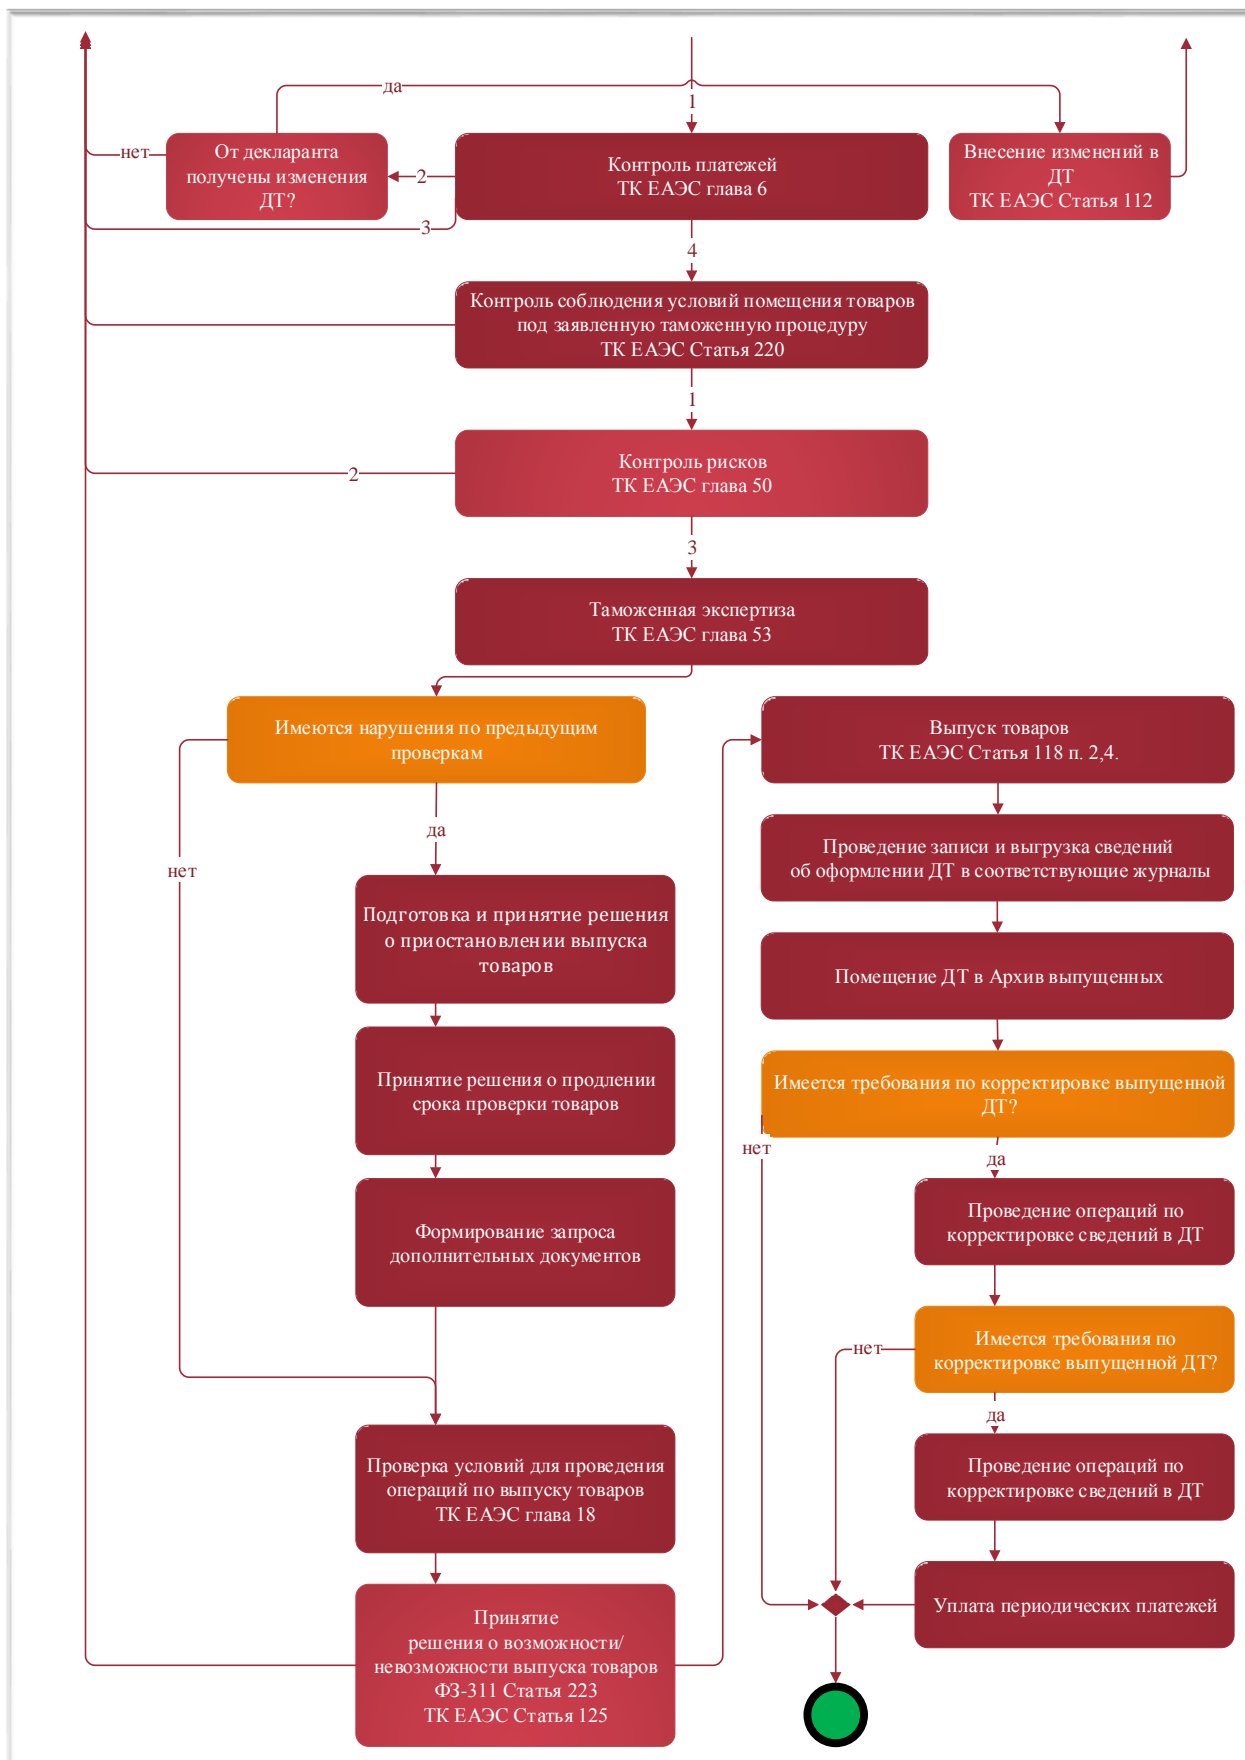 да
1
нет
От декларанта
получены изменения
ДТ?
2
Контроль платежей
ТК ЕАЭС глава 6
Внесение изменений в
ДТ
ТК ЕАЭС Статья 112
3
4
Контроль соблюдения условий помещения товаров
под заявленную таможенную процедуру
ТК ЕАЭС Статья 220
1
2
Контроль рисков
ТК ЕАЭС глава 50
3
Таможенная экспертиза
ТК ЕАЭС глава 53
Имеются нарушения по предыдущим
проверкам
да
нет
Подготовка и принятие решения
о приостановлении выпуска
товаров
Принятие решения о продлении
срока проверки товаров
Формирование запроса
дополнительных документов
Проверка условий для проведения
операций по выпуску товаров
ТК ЕАЭС глава 18
Принятие
решения о возможности/
невозможности выпуска товаров
ФЗ-311 Статья 223
ТК ЕАЭС Статья 125
Выпуск товаров
ТК ЕАЭС Статья 118 п. 2,4.
Проведение записи и выгрузка сведений
об оформлении ДТ в соответствующие журналы
Помещение ДТ в Архив выпущенных
Имеется требования по корректировке выпущенной
ДТ?
нет
да
Проведение операций по
корректировке сведений в ДТ
Имеется требования по
корректировке выпущенной ДТ?
нет
да
Проведение операций по
корректировке сведений в ДТ
Уплата периодических платежей